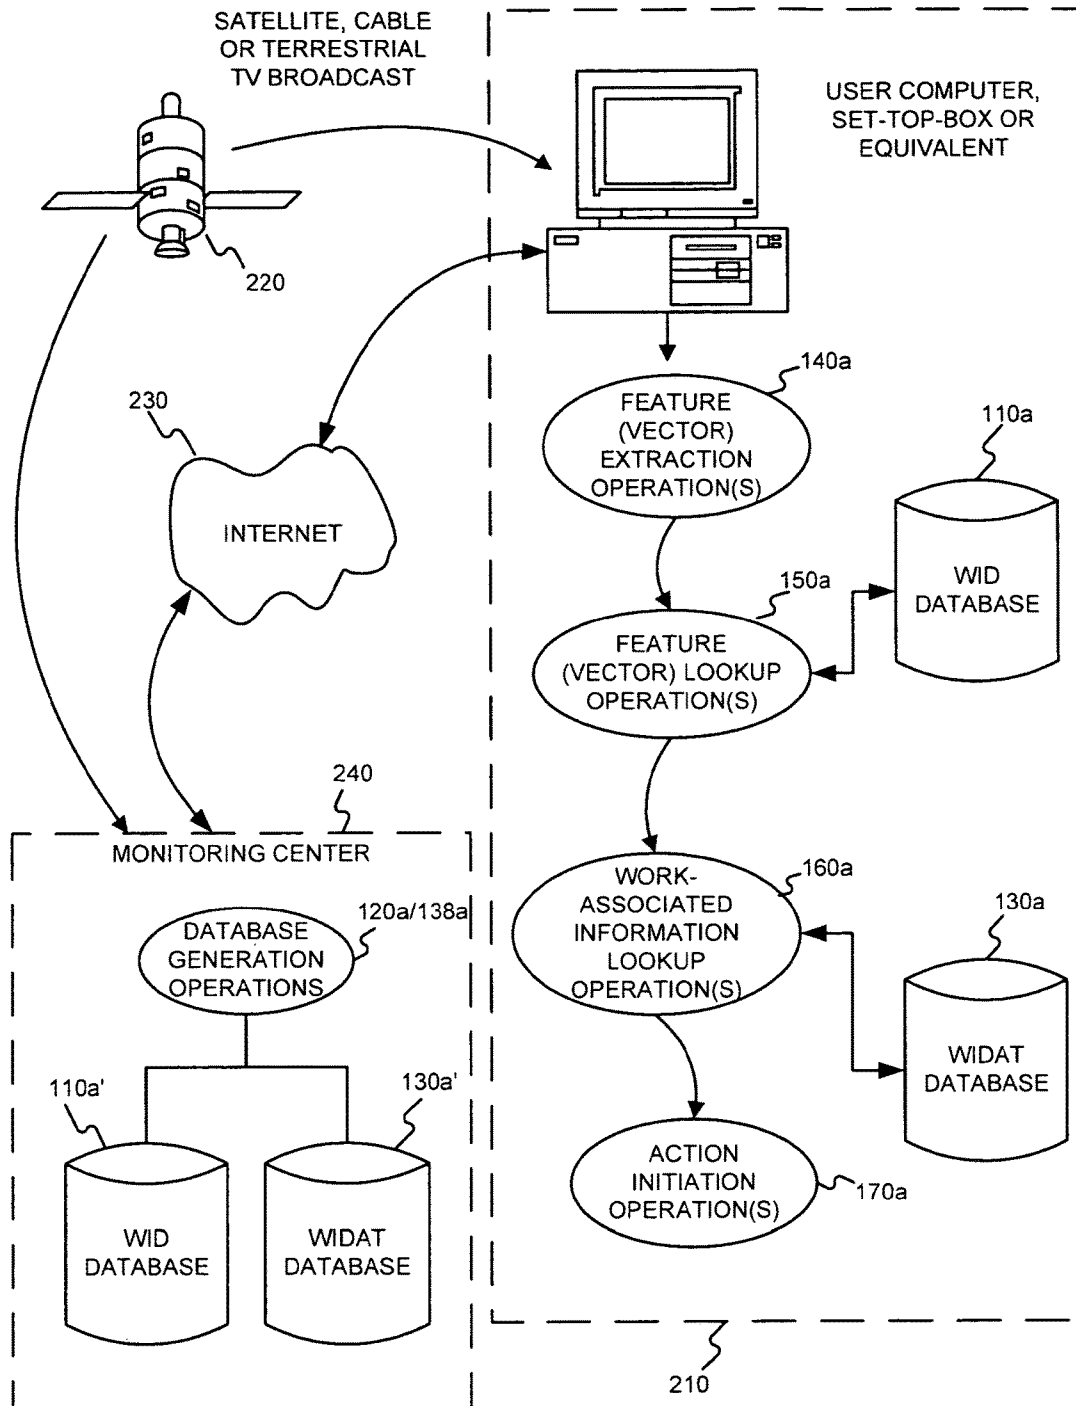 SATELLITE, CABLE
OR TERRESTRIAL
TV BROADCAST
USER COMPUTER,
SET-TOP-BOX OR
EQUIVALENT
220
140a
FEATURE
(VECTOR)
EXTRACTION
OPERATION(S)
230
INTERNET
110a
WID
DATABASE
150a
FEATURE
(VECTOR) LOOKUP
OPERATION(S)
240
MONITORING CENTER
120a/138a
DATABASE
GENERATION
OPERATIONS
160a
WORK-
ASSOCIATED
INFORMATION
LOOKUP
OPERATION(S)
130a
WIDAT
DATABASE
110a'
WID
DATABASE
130a'
WIDAT
DATABASE
ACTION
INITIATION
OPERATION(S)
170a
210